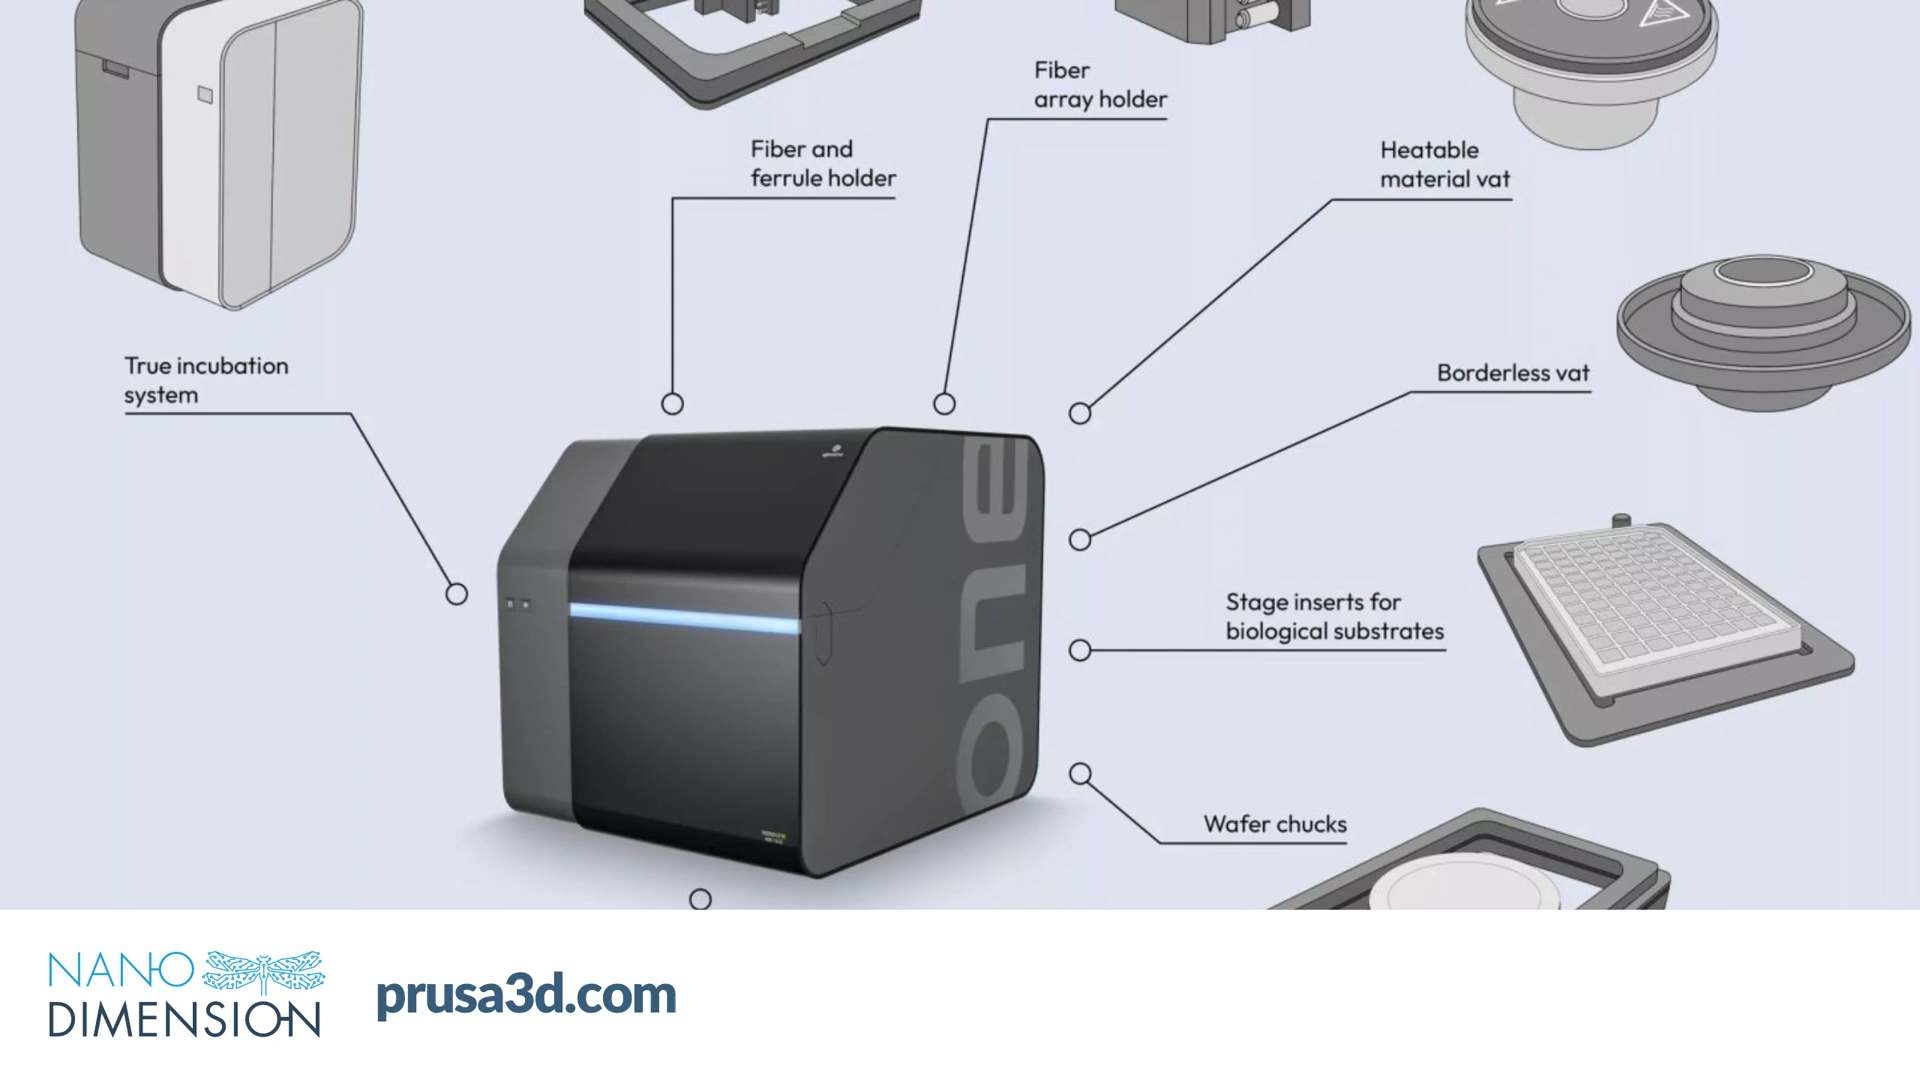 Fiber
array holder
Fiber and
ferrule holder
Heatable
material vat
True incubation
system
Borderless vat
one
Stage inserts for
biological substrates
Wafer chucks
NANO
DIMENSION
prusa3d.com